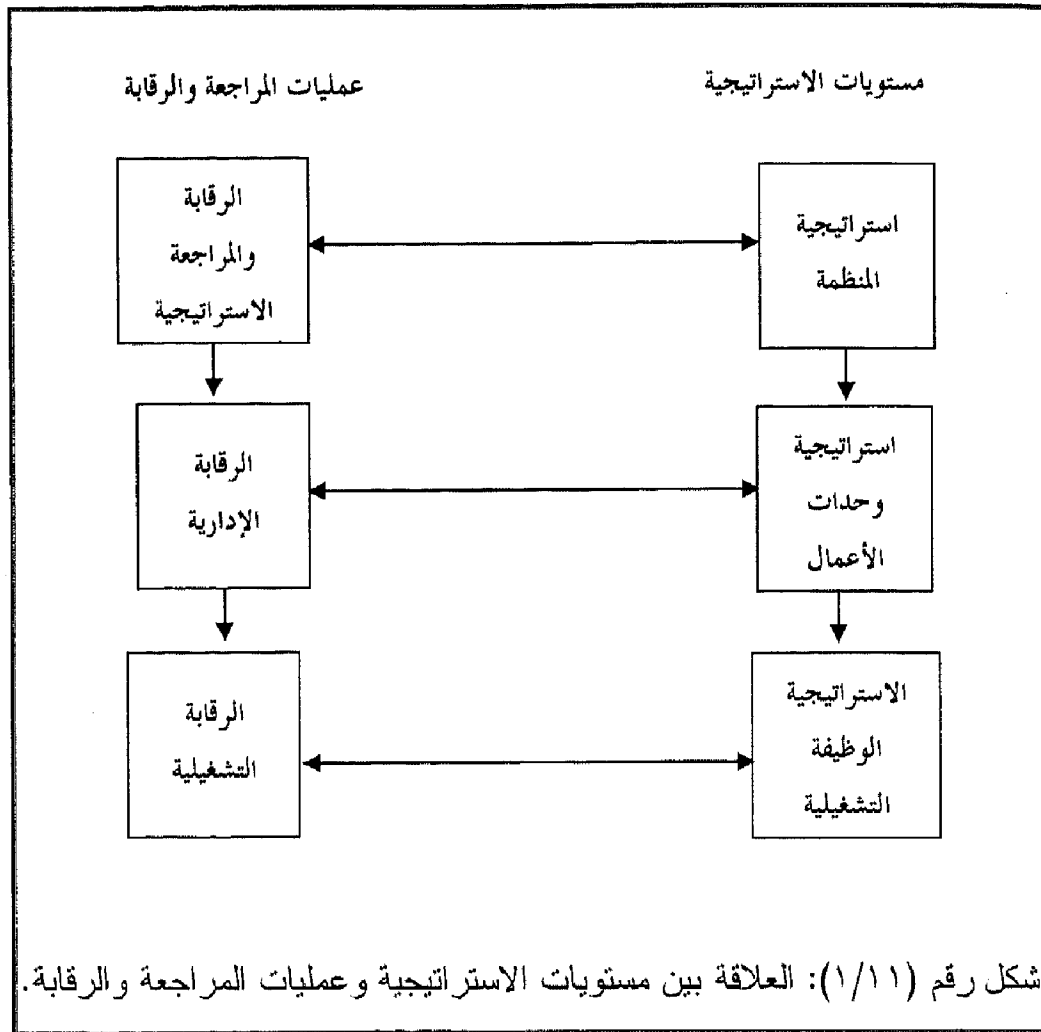 مستويات الاستراتيجية
عمليات المراجعة والرقابة
استراتيجية
المنظمة
الرقابة
والمراجعة
الاستراتيجية
استراتيجية
وحدات
الأعمال
الرقابة
الإدارية
الاستراتيجية
الوظيفة
التشغيلية
الرقابة
التشغيلية
شكل رقم (١/١١): العلاقة بين مستويات الاستراتيجية وعمليات المراجعة والرقابة.